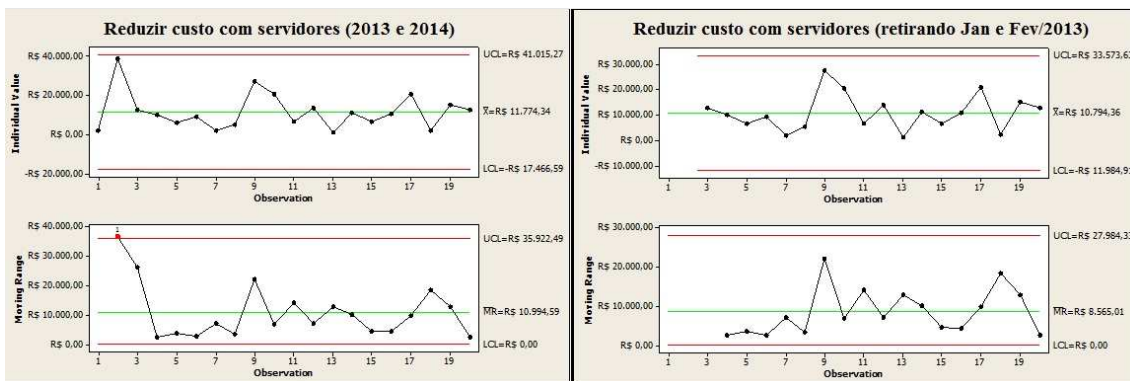 Reduzir custo com servidores (2013 e 2014)
Individual Value
R$ 40.000,00
R$ 20.000,00
R$ 0,00
-R$ 20.000,00
UCL=R$ 41.015,27
X=R$ 11.774,34
LCL=-R$ 17.466,59
1 3 5 7 9 11 13 15 17 19
Observation
Moving Range
R$ 40.000,00
R$ 30.000,00
R$ 20.000,00
R$ 10.000,00
R$ 0,00
1
UCL=R$ 35.922,49
MR=R$ 10.994,59
LCL=R$ 0,00
1 3 5 7 9 11 13 15 17 19
Observation
Reduzir custo com servidores (retirando Jan e Fev/2013)
Individual Value
R$ 30.000,00
R$ 20.000,00
R$ 10.000,00
R$ 0,00
-R$ 10.000,00
UCL=R$ 33.573,63
X=R$ 10.794,36
LCL=-R$ 11.984,91
1 3 5 7 9 11 13 15 17 19
Observation
Moving Range
R$ 30.000,00
R$ 20.000,00
R$ 10.000,00
R$ 0,00
UCL=R$ 27.984,33
MR=R$ 8.565,01
LCL=R$ 0,00
1 3 5 7 9 11 13 15 17 19
Observation